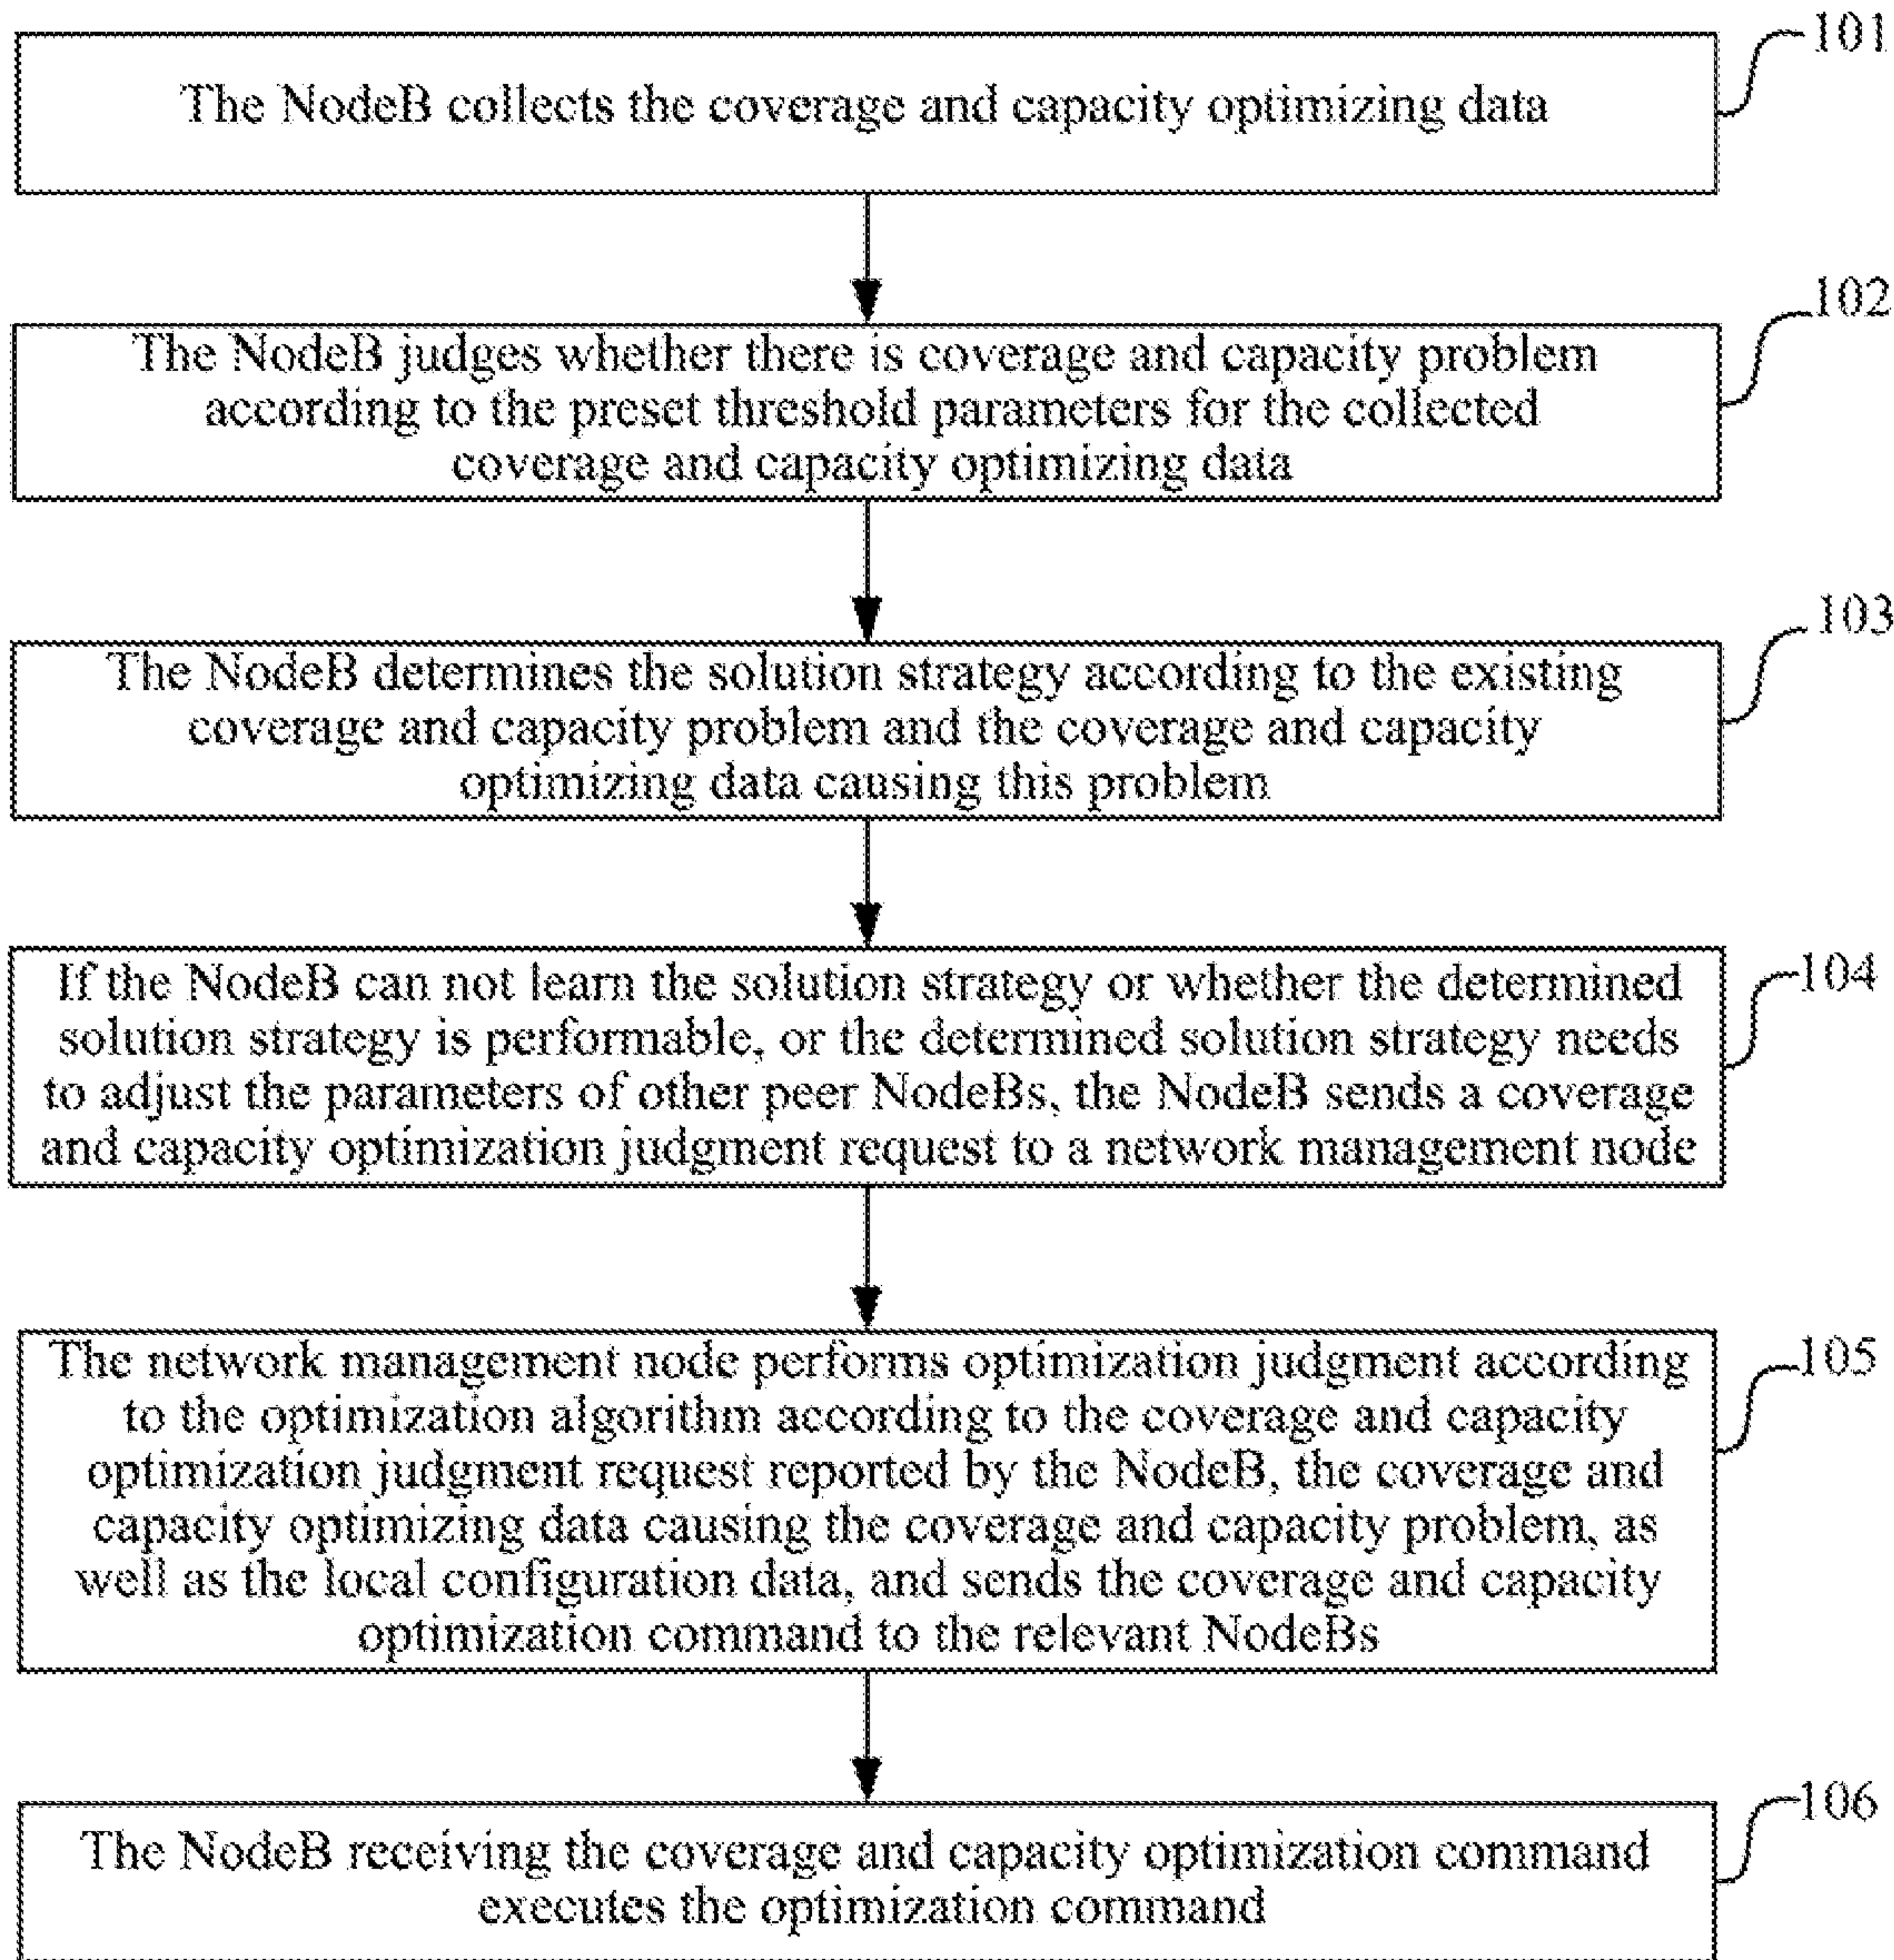 101
The NodeB collects the coverage and capacity optimizing data
102
The NodeB judges whether there is coverage and capacity problem
according to the preset threshold parameters for the collected
coverage and capacity optimizing data
103
The NodeB determines the solution strategy according to the existing
coverage and capacity problem and the coverage and capacity
optimizing data causing this problem
104
If the NodeB can not learn the solution strategy or whether the determined
solution strategy is performable, or the determined solution strategy needs
to adjust the parameters of other peer NodeBs, the NodeB sends a coverage
and capacity optimization judgment request to a network management node
105
The network management node performs optimization judgment according
to the optimization algorithm according to the coverage and capacity
optimization judgment request reported by the NodeB, the coverage and
capacity optimizing data causing the coverage and capacity problem, as
well as the local configuration data, and sends the coverage and capacity
optimization command to the relevant NodeBs
106
The NodeB receiving the coverage and capacity optimization command
executes the optimization command